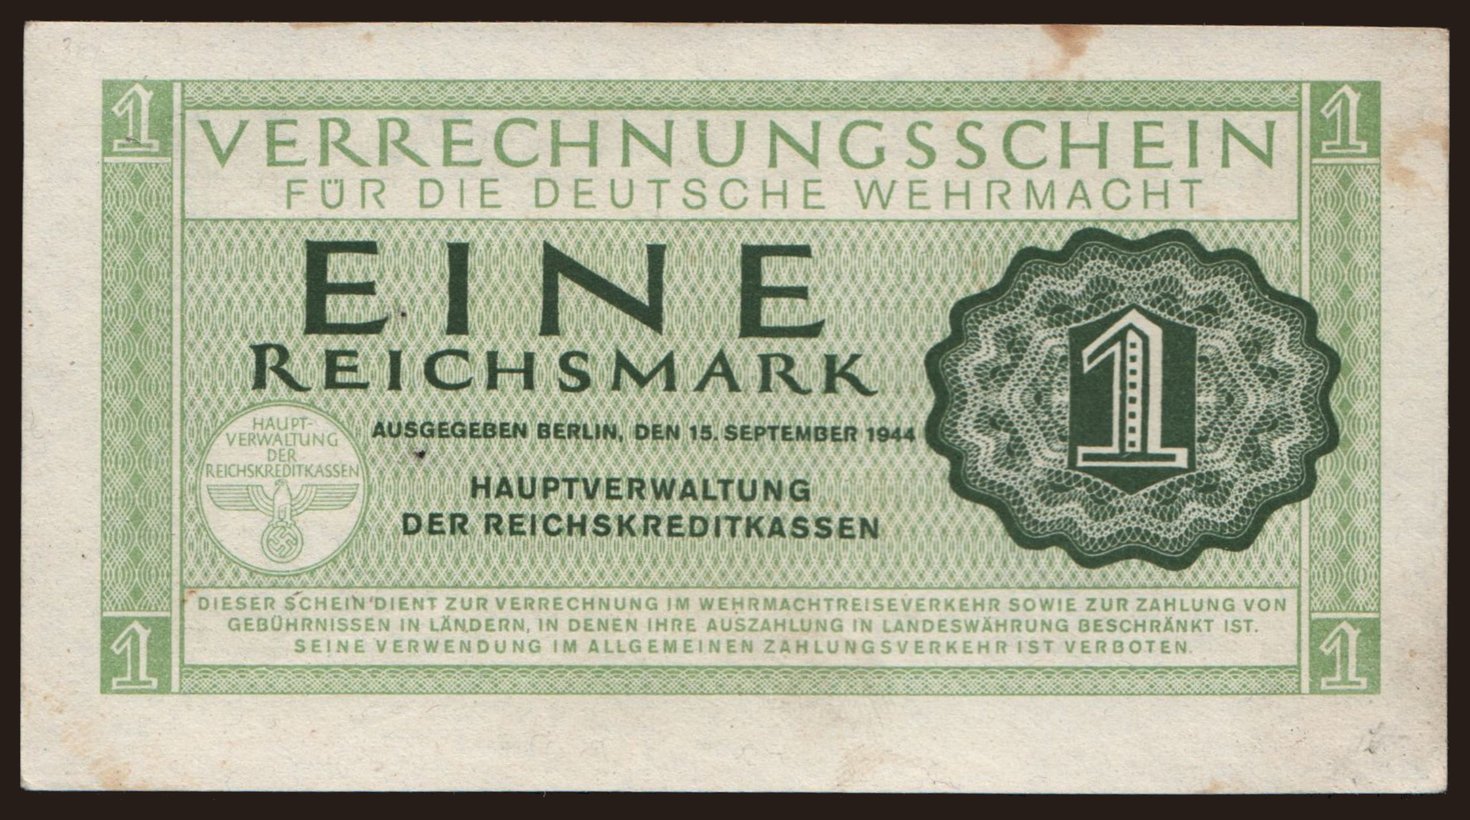 1
1
VERRECHNUNGSSCHEIN
FÜR DIE DEUTSCHE WEHRMACHT
EINE
REICHSMARK
1
HAUPT-
VERWALTUNG
DER
REICHSKREDITKASSEN
AUSGEGEBEN BERLIN, DEN 15. SEPTEMBER 1944
HAUPTVERWALTUNG
DER REICHSKREDITKASSEN
DIESER SCHEIN DIENT ZUR VERRECHNUNG IM WEHRMACHTREISEVERKEHR SOWIE ZUR ZAHLUNG VON
GEBÜHRNISSEN IN LÄNDERN, IN DENEN IHRE AUSZAHLUNG IN LANDESWÄHRUNG BESCHRÄNKT IST.
SEINE VERWENDUNG IM ALLGEMEINEN ZAHLUNGSVERKEHR IST VERBOTEN.
1
1